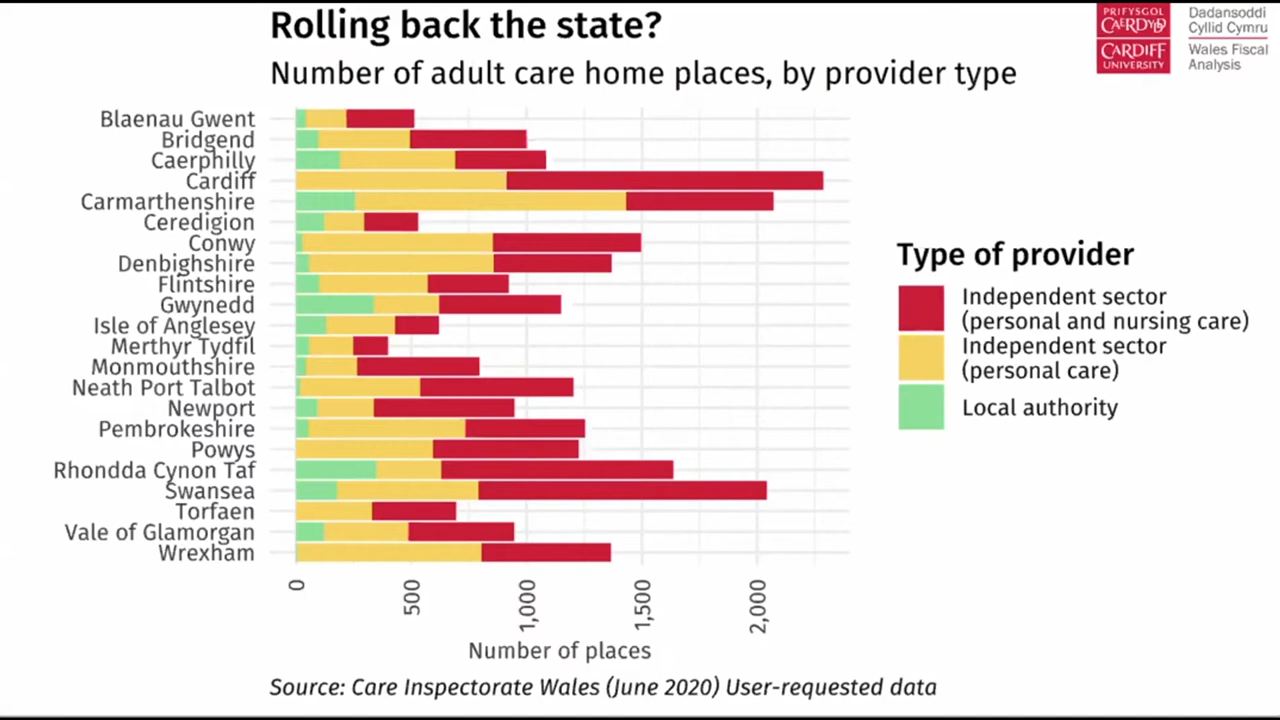 Rolling back the state?
Number of adult care home places, by provider type
PRIFYSGOL
CAERDYDD
CARDIFF
UNIVERSITY
Dadansoddi
Cyllid Cymru
Wales Fiscal
Analysis
Blaenau Gwent
Bridgend
Caerphilly
Cardiff
Carmarthenshire
Ceredigion
Conwy
Denbighshire
Flintshire
Gwynedd
Isle of Anglesey
Merthyr Tydfil
Monmouthshire
Neath Port Talbot
Newport
Pembrokeshire
Powys
Rhondda Cynon Taf
Swansea
Torfaen
Vale of Glamorgan
Wrexham
0
500
1,000
1,500
2,000
Number of places
Type of provider
Independent sector
(personal and nursing care)
Independent sector
(personal care)
Local authority
Source: Care Inspectorate Wales (June 2020) User-requested data